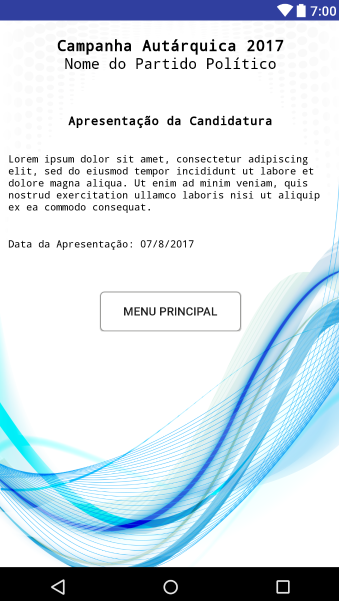 7:00
Campanha Autárquica 2017
Nome do Partido Político
Apresentação da Candidatura
Lorem ipsum dolor sit amet, consectetur adipiscing
elit, sed do eiusmod tempor incididunt ut labore et
dolore magna aliqua. Ut enim ad minim veniam, quis
nostrud exercitation ullamco laboris nisi ut aliquip
ex ea commodo consequat.
Data da Apresentação: 07/8/2017
MENU PRINCIPAL